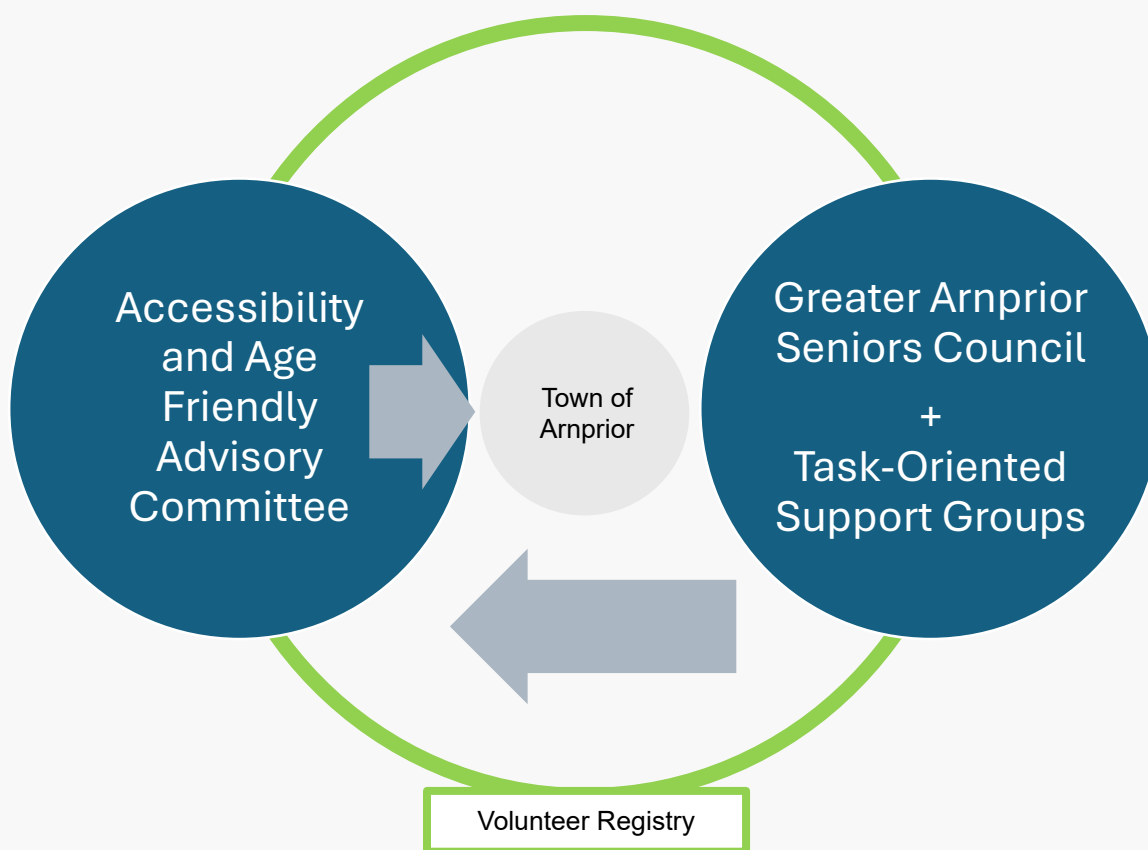 Accessibility
and Age
Friendly
Advisory
Committee
Town of
Arnprior
Greater Arnprior
Seniors Council
+
Task-Oriented
Support Groups
Volunteer Registry